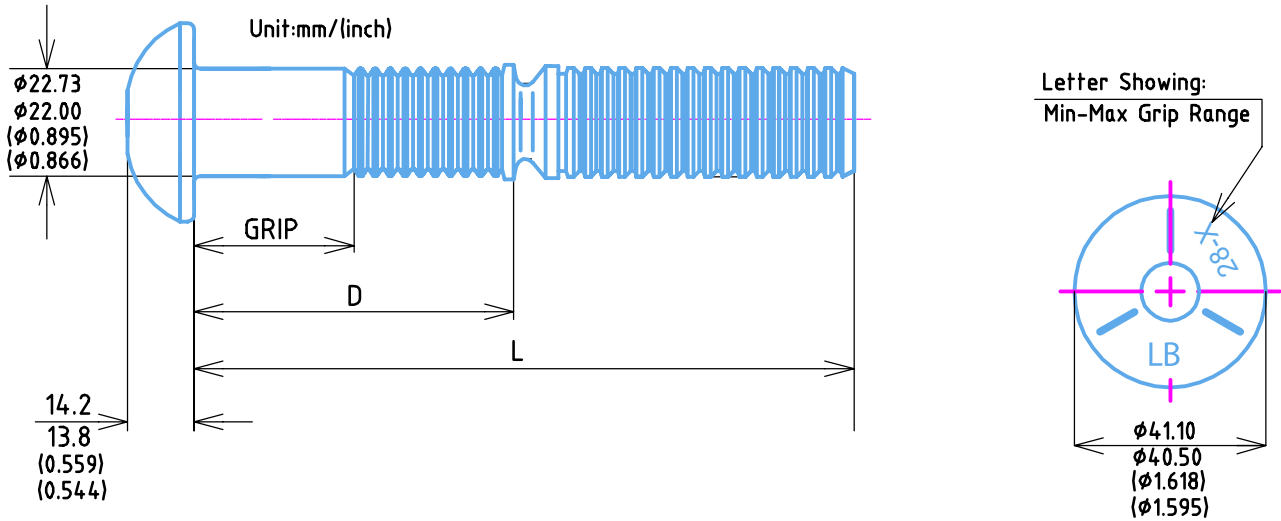 Unit:mm/(inch)
ϕ22.73
ϕ22.00
(ϕ0.895)
(ϕ0.866)
GRIP
D
L
14.2
13.8
(0.559)
(0.544)
Letter Showing:
Min-Max Grip Range
28-X
LB
ϕ41.10
ϕ40.50
(ϕ1.618)
(ϕ1.595)